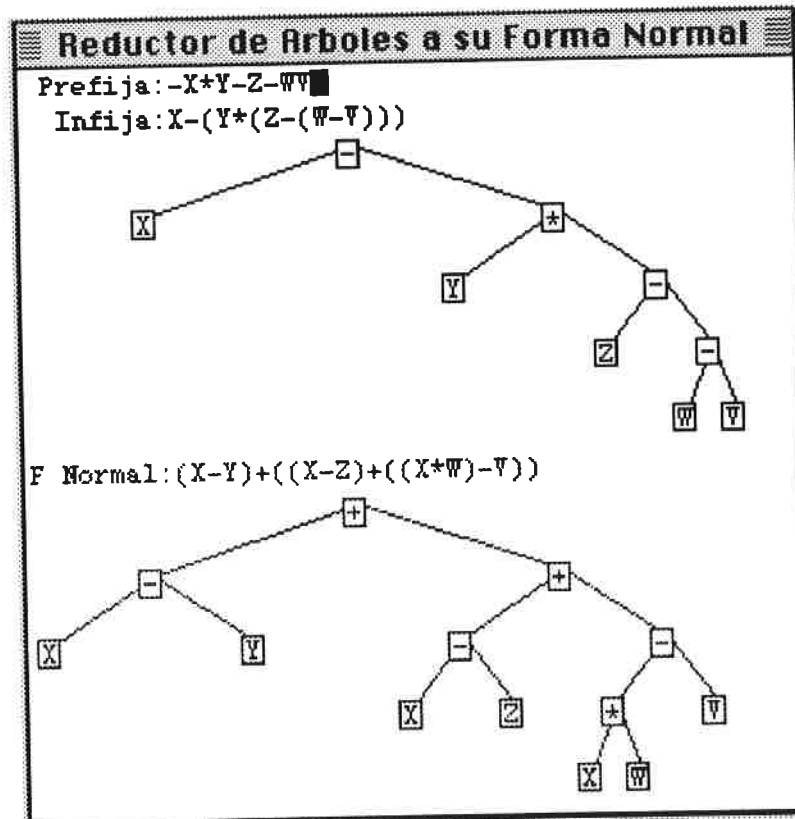 Reductor de Arboles a su Forma Normal
Prefija:-X*Y-Z-WV
Infija:X-(Y*(Z-(W-V)))
-
X
*
Y
-
Z
-
W V
F Normal:(X-Y)+((X-Z)+((X*W)-V))
+
-
+
X Y
-
-
X Z
*
V
X W